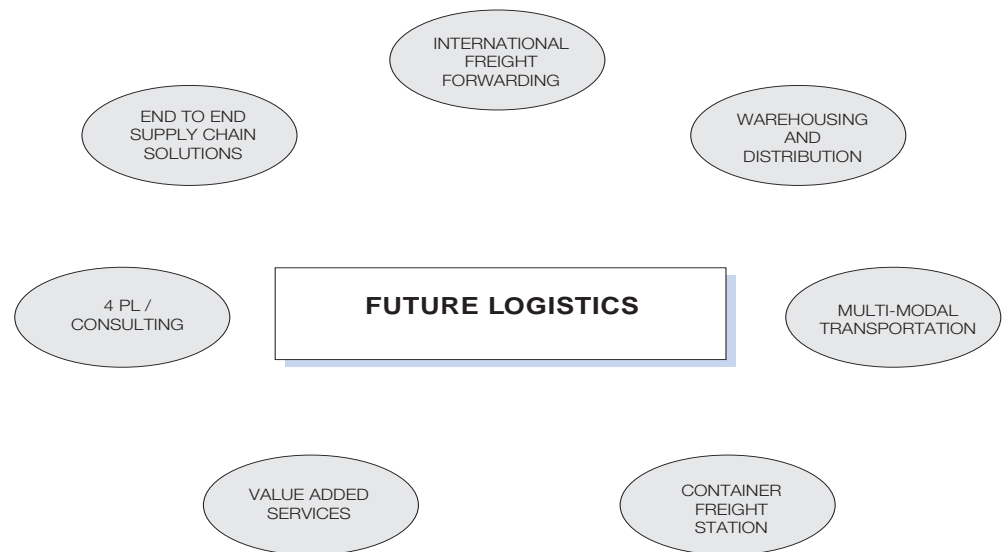 INTERNATIONAL
FREIGHT
FORWARDING
END TO END
SUPPLY CHAIN
SOLUTIONS
WAREHOUSING
AND
DISTRIBUTION
4 PL /
CONSULTING
FUTURE LOGISTICS
MULTI-MODAL
TRANSPORTATION
VALUE ADDED
SERVICES
CONTAINER
FREIGHT
STATION